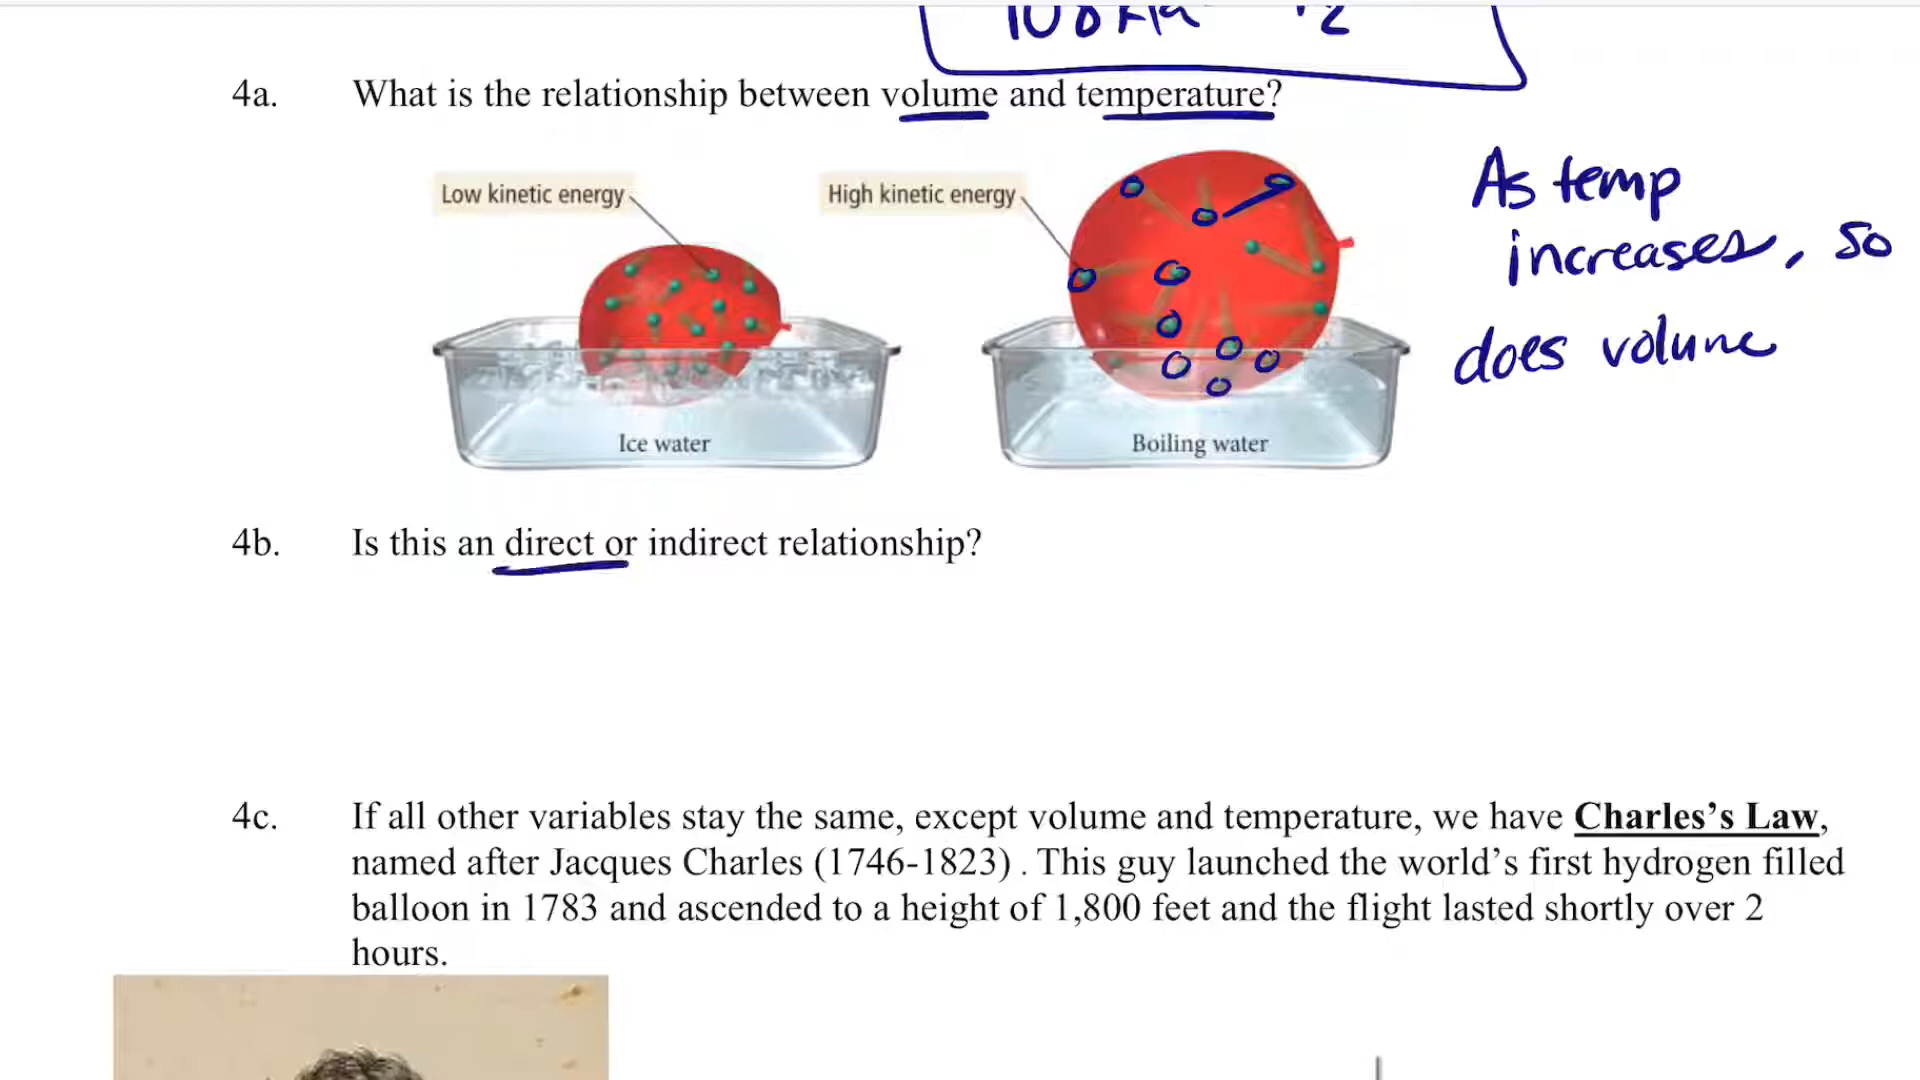 4a. What is the relationship between volume and temperature?
Low kinetic energy
High kinetic energy
As temp
increases, so
does volume
Ice water
Boiling water
4b. Is this an direct or indirect relationship?
4c. If all other variables stay the same, except volume and temperature, we have Charles’s Law,
named after Jacques Charles (1746-1823) . This guy launched the world’s first hydrogen filled
balloon in 1783 and ascended to a height of 1,800 feet and the flight lasted shortly over 2
hours.